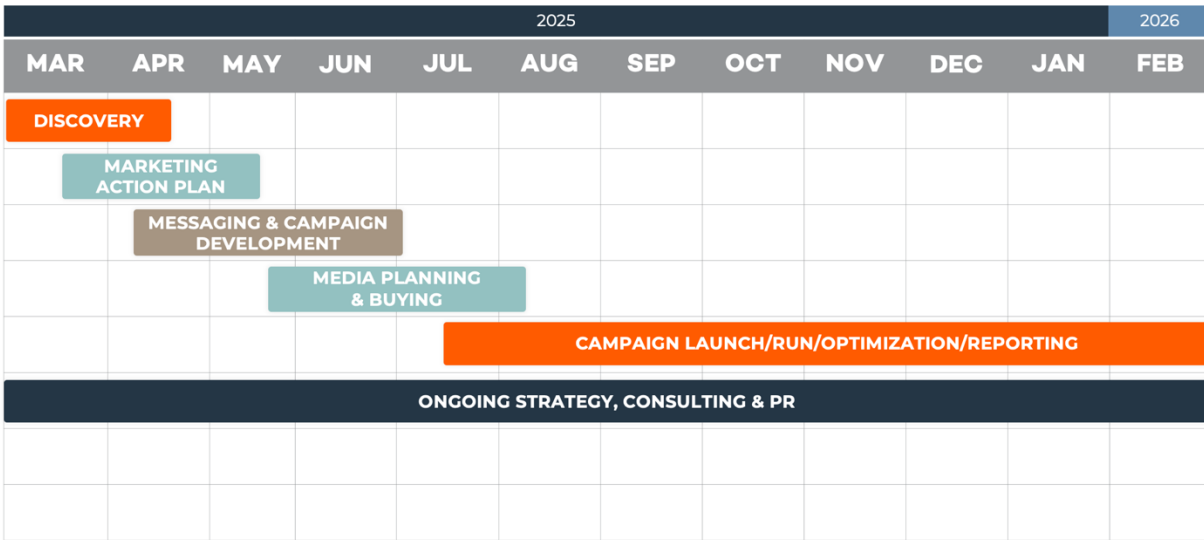 2025 2026
MAR APR MAY JUN JUL AUG SEP OCT NOV DEC JAN FEB
DISCOVERY
MARKETING
ACTION PLAN
MESSAGING & CAMPAIGN
DEVELOPMENT
MEDIA PLANNING
& BUYING
CAMPAIGN LAUNCH/RUN/OPTIMIZATION/REPORTING
ONGOING STRATEGY, CONSULTING & PR